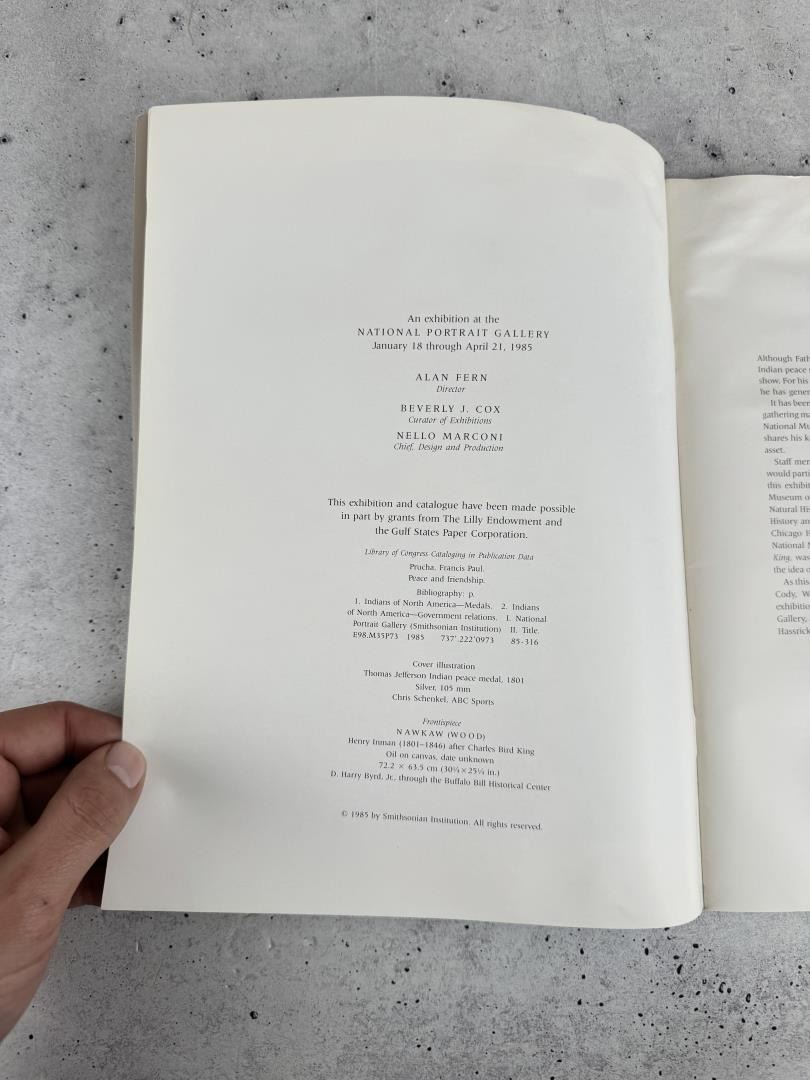 An exhibition at the
NATIONAL PORTRAIT GALLERY
January 18 through April 21, 1985
ALAN FERN
Director
BEVERLY J. COX
Curator of Exhibitions
NELLO MARCONI
Chief, Design and Production
This exhibition and catalogue have been made possible
in part by grants from The Lilly Endowment and
the Gulf States Paper Corporation.
Library of Congress Cataloging in Publication Data
Prucha, Francis Paul.
Peace and friendship.
Bibliography: p.
1. Indians of North America—Medals. 2. Indians
of North America—Government relations. I. National
Portrait Gallery (Smithsonian Institution) II. Title.
E98.M35P73 1985 737'.222'0973 85-316
Cover illustration
Thomas Jefferson Indian peace medal, 1801
Silver, 105 mm
Chris Schenkel, ABC Sports
Frontispiece
NAWKAW (WOOD)
Henry Inman (1801–1846) after Charles Bird King
Oil on canvas, date unknown
72.2 × 63.5 cm (30¼ × 25¼ in.)
D. Harry Byrd, Jr., through the Buffalo Bill Historical Center
© 1985 by Smithsonian Institution. All rights reserved.
Although Fath
Indian peace
show. For his
he has gener
It has been
gathering ma
National Mu
shares his k
asset.
Staff mem
would parti
this exhibi
Museum o
Natural His
History an
Chicago H
National
King, was
the idea o
As this
Cody, W
exhibitio
Gallery,
Hassrick